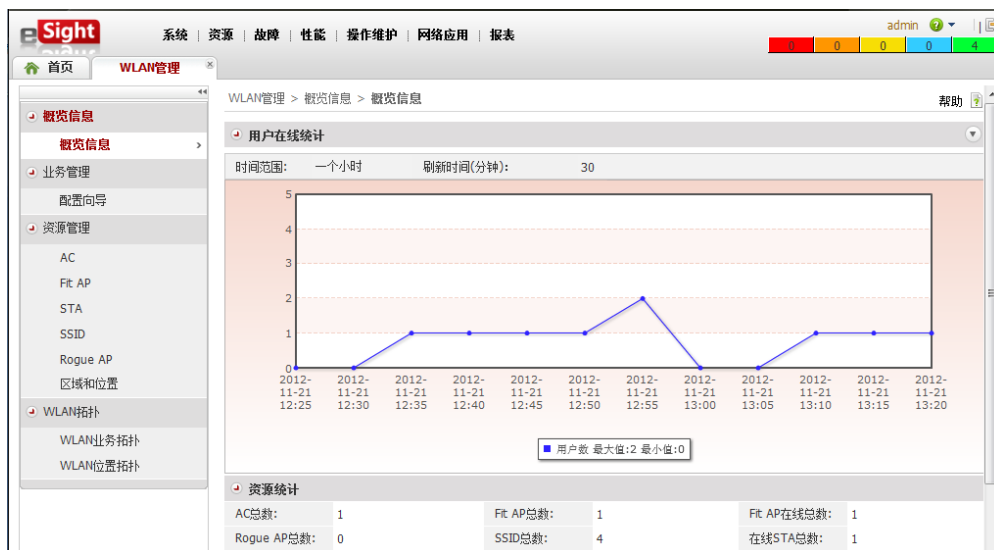 eSight
系统 | 资源 | 故障 | 性能 | 操作维护 | 网络应用 | 报表
admin
0 0 0 0 4
首页
WLAN管理
概览信息
概览信息
业务管理
配置向导
资源管理
AC
Fit AP
STA
SSID
Rogue AP
区域和位置
WLAN拓扑
WLAN业务拓扑
WLAN位置拓扑
WLAN管理 > 概览信息 > 概览信息
帮助
用户在线统计
时间范围: 一个小时 刷新时间(分钟): 30
5
4
3
2
1
0
2012-11-21 12:25
2012-11-21 12:30
2012-11-21 12:35
2012-11-21 12:40
2012-11-21 12:45
2012-11-21 12:50
2012-11-21 12:55
2012-11-21 13:00
2012-11-21 13:05
2012-11-21 13:10
2012-11-21 13:15
2012-11-21 13:20
用户数 最大值:2 最小值:0
资源统计
AC总数: 1 Fit AP总数: 1 Fit AP在线总数: 1
Rogue AP总数: 0 SSID总数: 4 在线STA总数: 1